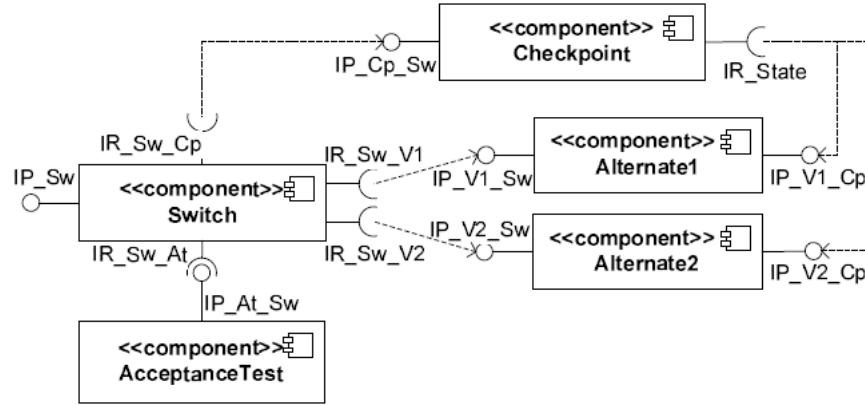 <<component>>
Checkpoint
IP_Cp_Sw
IR_State
IR_Sw_Cp
IR_Sw_V1
<<component>>
Alternate1
IP_V1_Sw
IP_V1_Cp
IP_Sw
<<component>>
Switch
IP_V2_Sw
<<component>>
Alternate2
IR_Sw_At
IR_Sw_V2
IP_V2_Cp
IP_At_Sw
<<component>>
AcceptanceTest